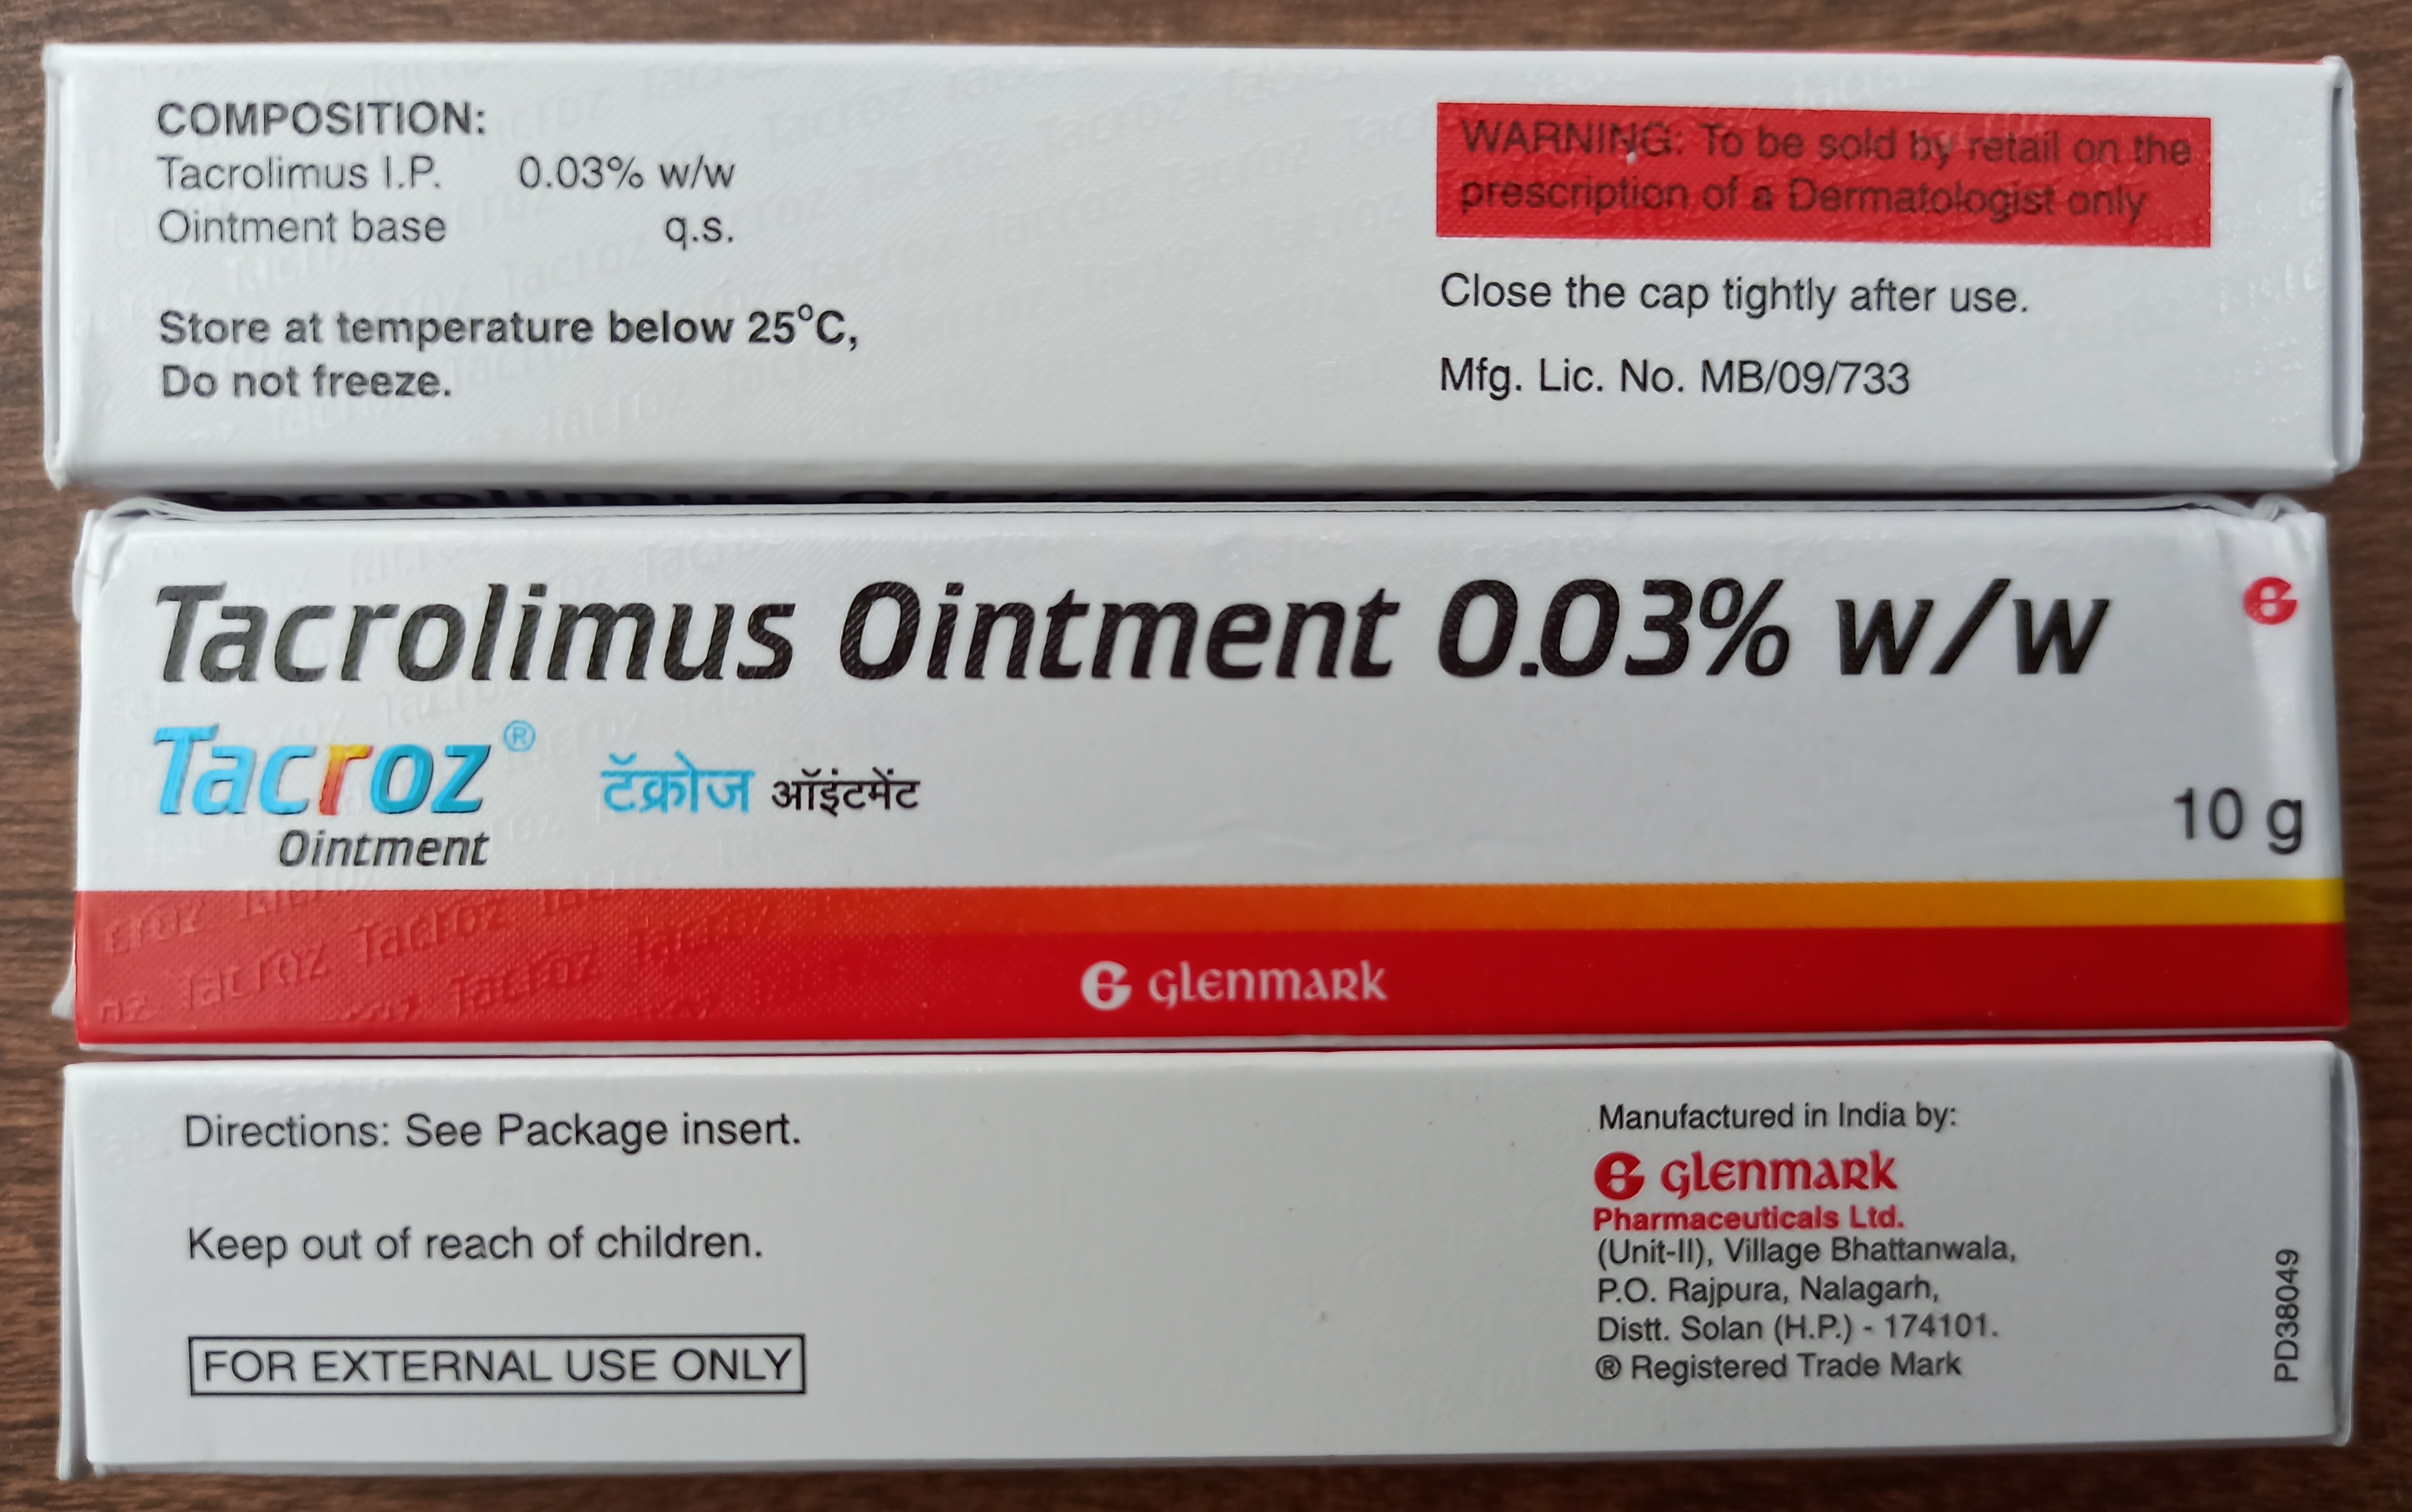 COMPOSITION:
Tacrolimus I.P. 0.03% w/w
Ointment base q.s.
Store at temperature below 25°C,
Do not freeze.
WARNING: To be sold by retail on the
prescription of a Dermatologist only
Close the cap tightly after use.
Mfg. Lic. No. MB/09/733
Tacrolimus Ointment 0.03% w/w
Tacroz® टॅक्रोज ऑइंटमेंट
Ointment
10 g
GLENMARK
Directions: See Package insert.
Keep out of reach of children.
FOR EXTERNAL USE ONLY
Manufactured in India by:
GLENMARK
Pharmaceuticals Ltd.
(Unit-II), Village Bhattanwala,
P.O. Rajpura, Nalagarh,
Distt. Solan (H.P.) - 174101.
® Registered Trade Mark
PD38049